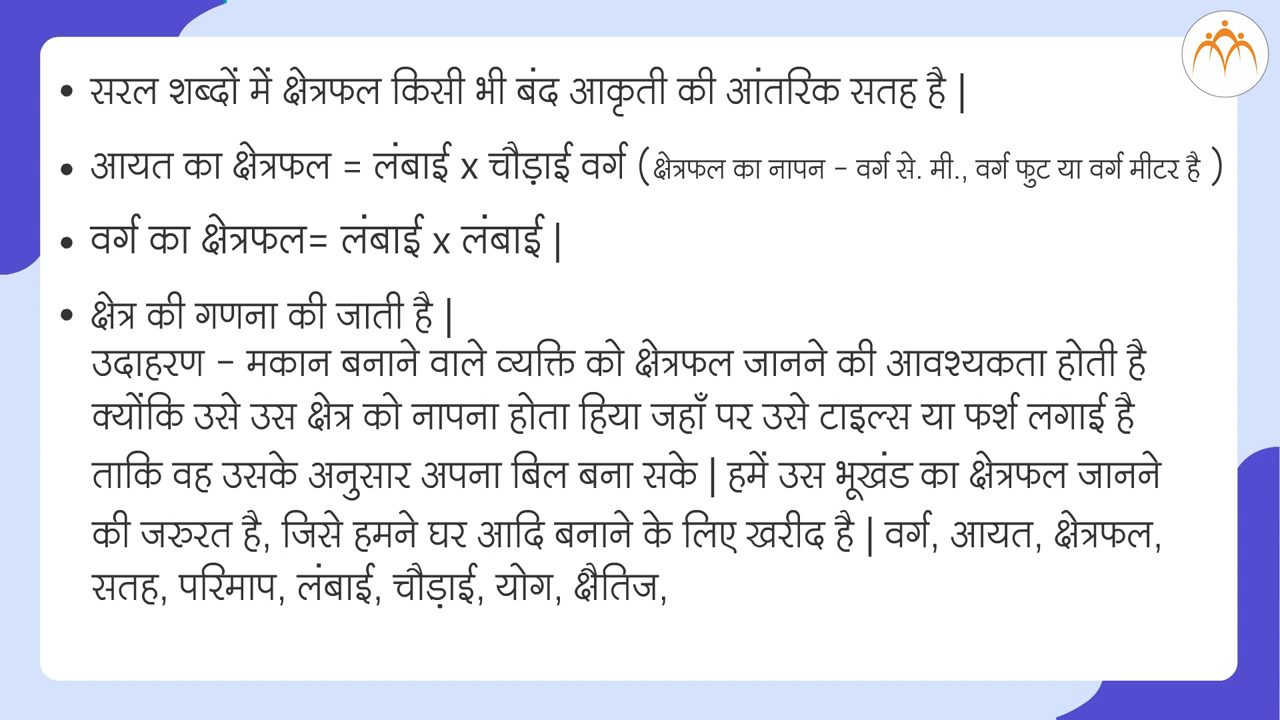 • सरल शब्दों में क्षेत्रफल किसी भी बंद आकृती की आंतरिक सतह है |
• आयत का क्षेत्रफल = लंबाई x चौड़ाई वर्ग (क्षेत्रफल का नापन – वर्ग से. मी., वर्ग फुट या वर्ग मीटर है )
• वर्ग का क्षेत्रफल= लंबाई x लंबाई |
• क्षेत्र की गणना की जाती है |
उदाहरण – मकान बनाने वाले व्यक्ति को क्षेत्रफल जानने की आवश्यकता होती है
क्योंकि उसे उस क्षेत्र को नापना होता हिया जहाँ पर उसे टाइल्स या फर्श लगाई है
ताकि वह उसके अनुसार अपना बिल बना सके | हमें उस भूखंड का क्षेत्रफल जानने
की जरुरत है, जिसे हमने घर आदि बनाने के लिए खरीद है | वर्ग, आयत, क्षेत्रफल,
सतह, परिमाप, लंबाई, चौड़ाई, योग, क्षैतिज,